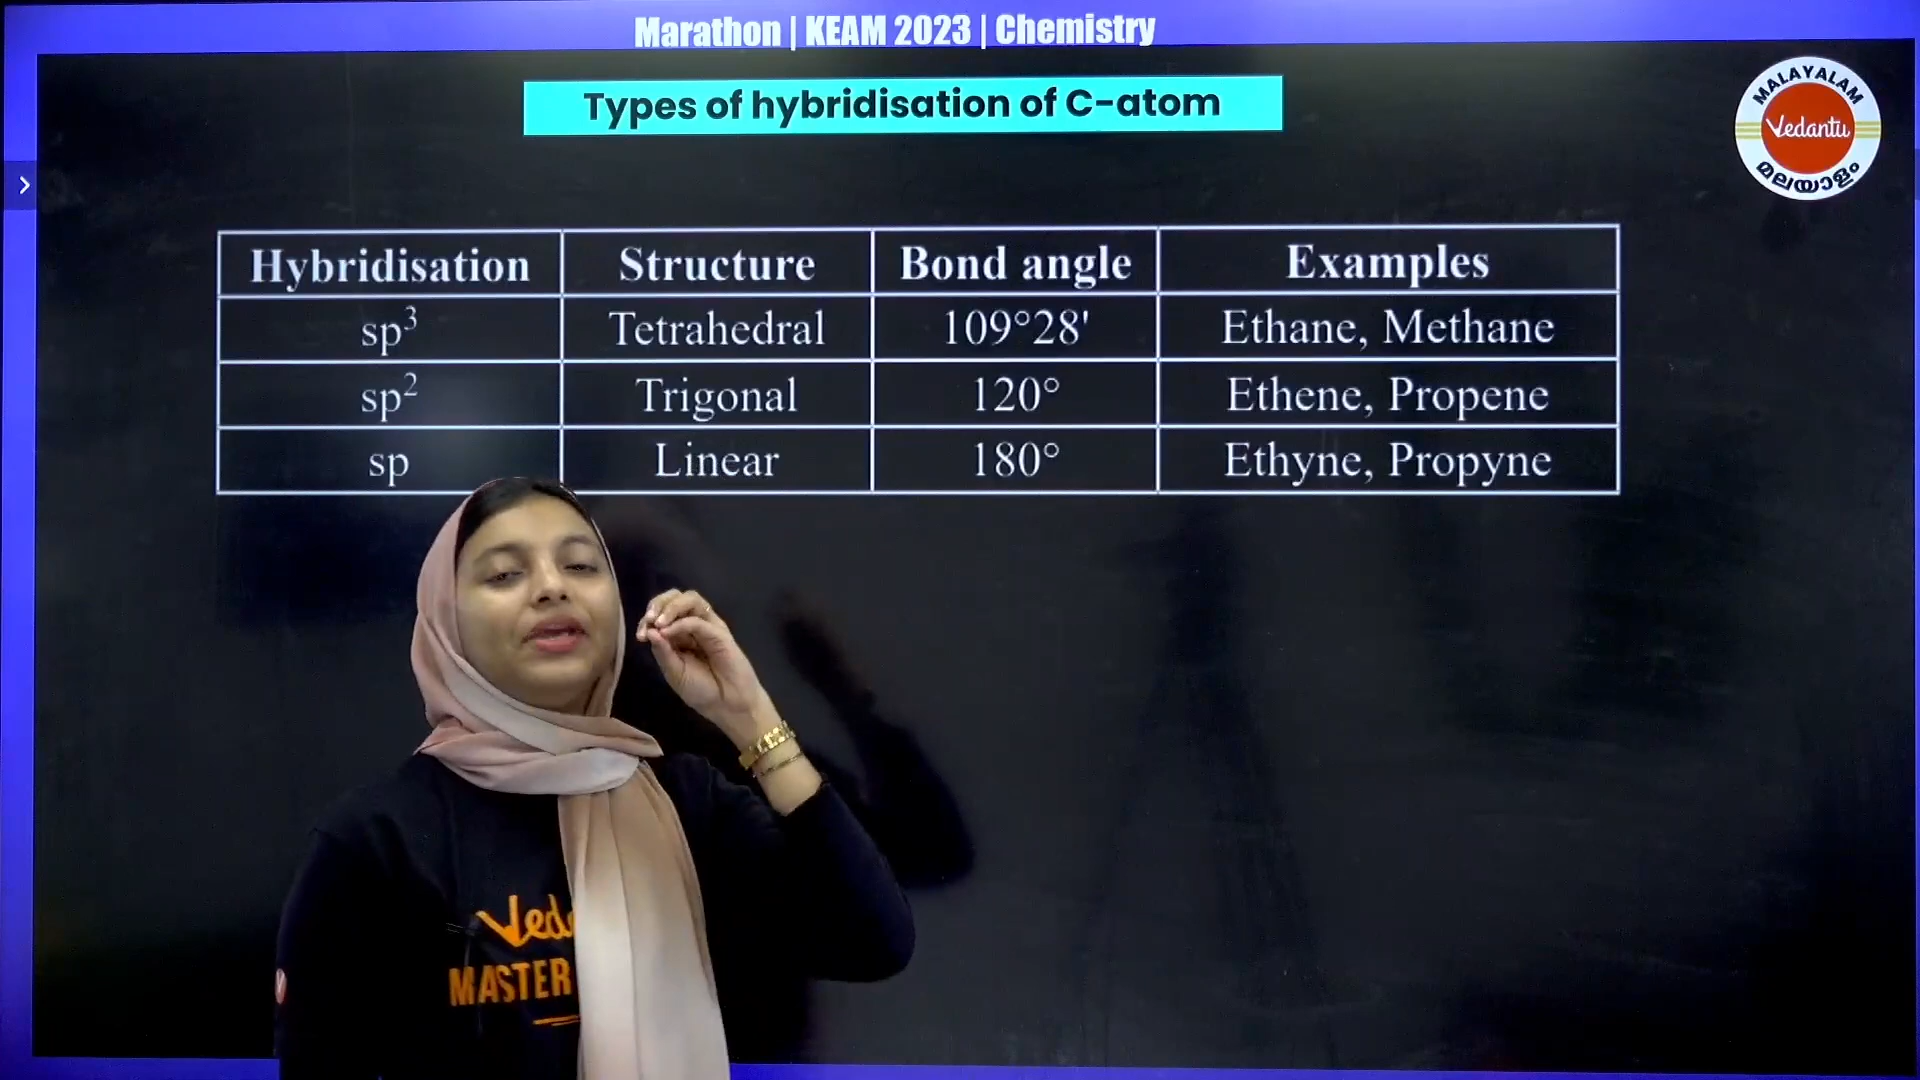 Marathon | KEAM 2023 | Chemistry
Types of hybridisation of C-atom
MALAYALAM
Vedantu
മലയാളം
Hybridisation Structure Bond angle Examples
sp³ Tetrahedral 109°28' Ethane, Methane
sp² Trigonal 120° Ethene, Propene
sp Linear 180° Ethyne, Propyne
Ved
MASTER